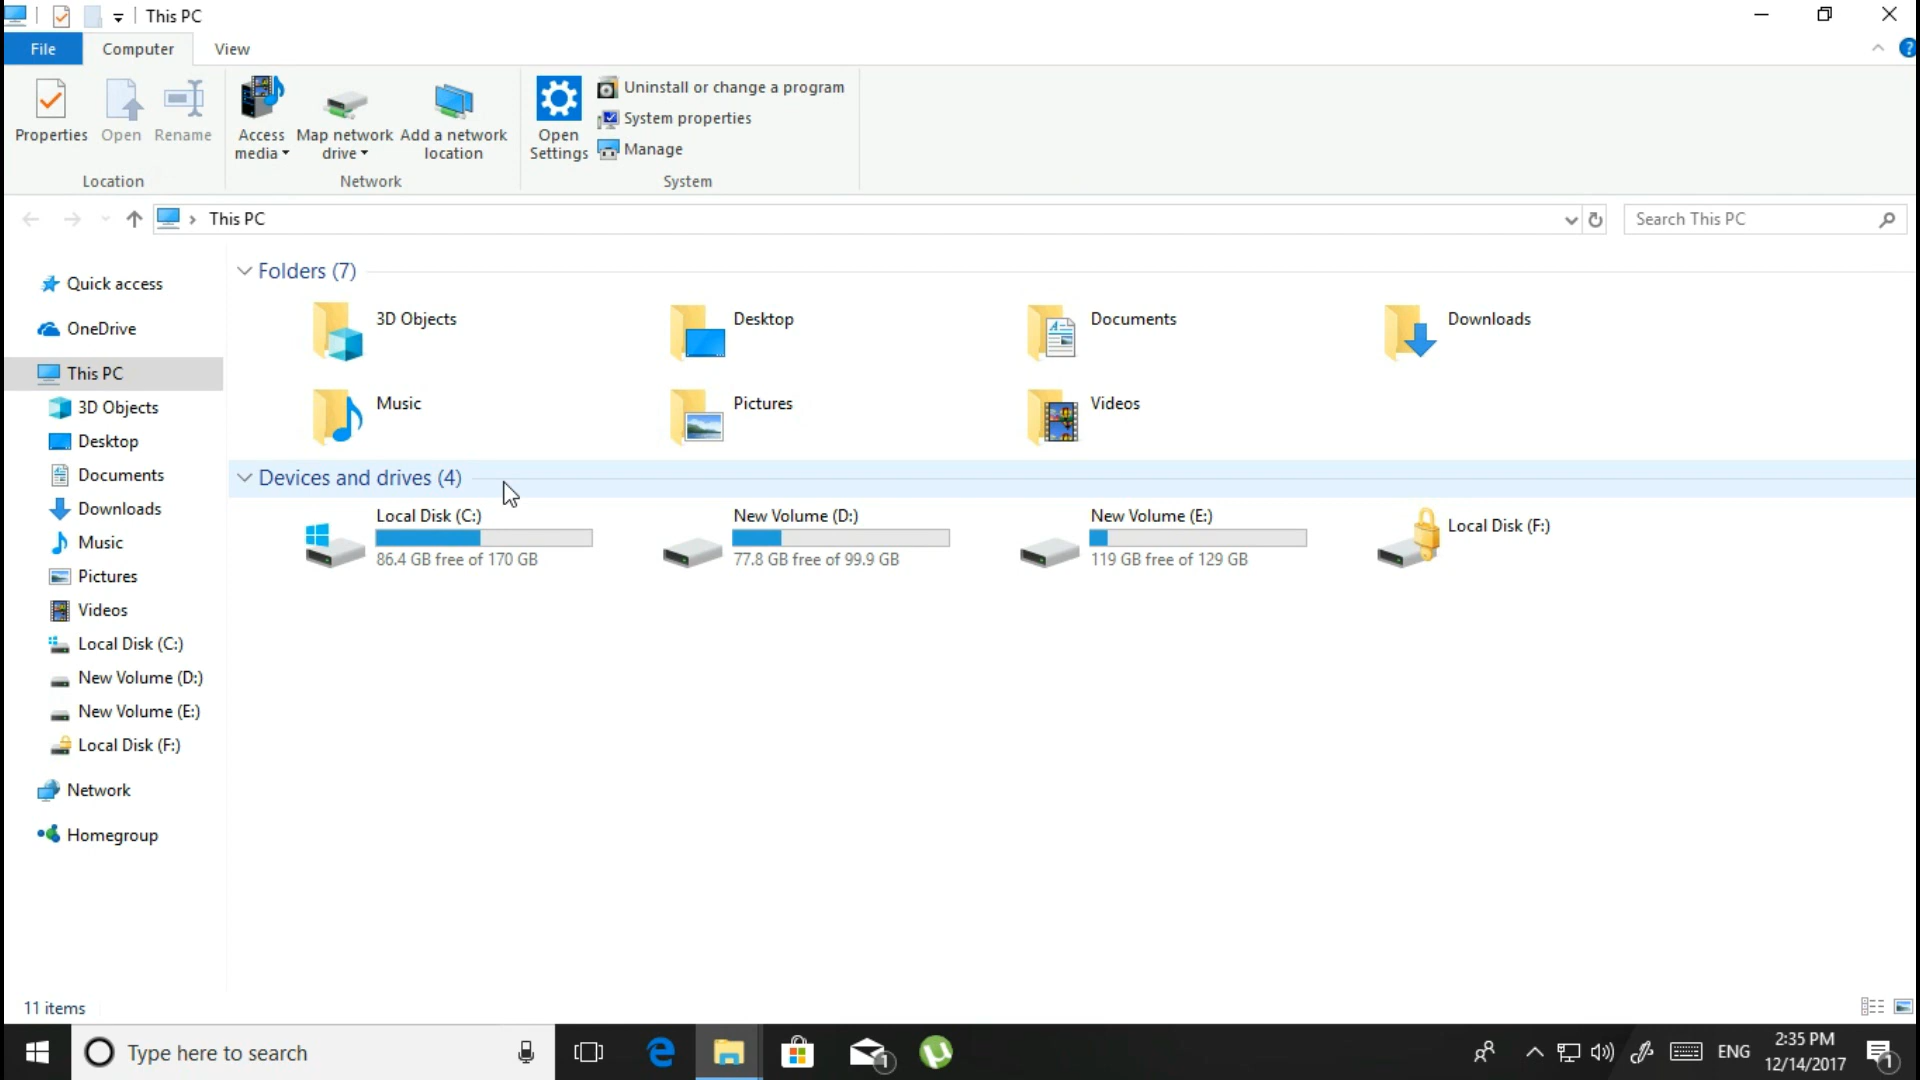 This PC
File
Computer
View
Properties
Open
Rename
Access
media
Map network
drive
Add a network
location
Open
Settings
Uninstall or change a program
System properties
Manage
Location
Network
System
This PC
Search This PC
Quick access
OneDrive
This PC
3D Objects
Desktop
Documents
Downloads
Music
Pictures
Videos
Local Disk (C:)
New Volume (D:)
New Volume (E:)
Local Disk (F:)
Network
Homegroup
Folders (7)
3D Objects
Desktop
Documents
Downloads
Music
Pictures
Videos
Devices and drives (4)
Local Disk (C:)
86.4 GB free of 170 GB
New Volume (D:)
77.8 GB free of 99.9 GB
New Volume (E:)
119 GB free of 129 GB
Local Disk (F:)
11 items
Type here to search
1
ENG
2:35 PM
12/14/2017
1